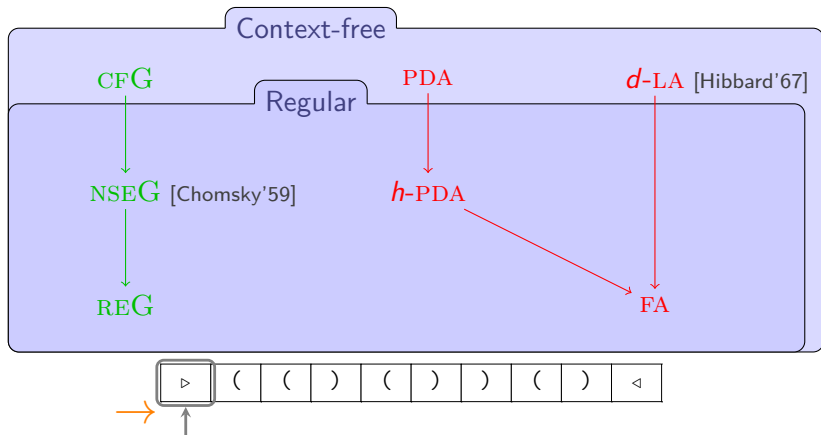 Context-free
CFG PDA d-LA [Hibbard'67]
Regular
NSEG [Chomsky'59] h-PDA
REG FA
▷ ( ( ) ( ) ) ( ) ◁